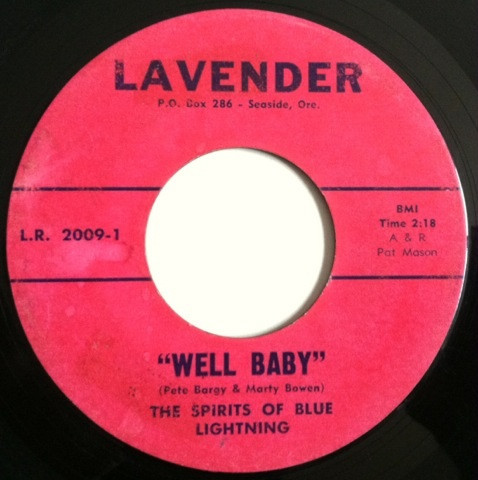 LAVENDER
P.O. Box 286 - Seaside, Ore.
L.R. 2009-1
BMI
Time 2:18
A & R
Pat Mason
"WELL BABY"
(Pete Bargy & Marty Bowen)
THE SPIRITS OF BLUE
LIGHTNING